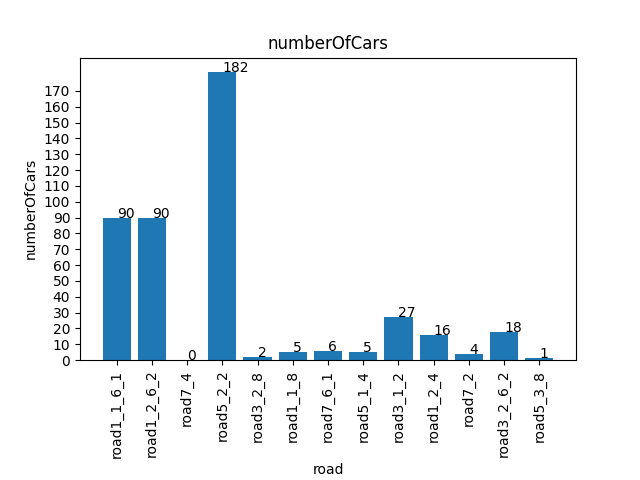 numberOfCars
numberOfCars
170
160
150
140
130
120
110
100
90
80
70
60
50
40
30
20
10
0
90
90
0
182
2
5
6
5
27
16
4
18
1
road1_1_6_1
road1_2_6_2
road7_4
road5_2_2
road3_2_8
road1_1_8
road7_6_1
road5_1_4
road3_1_2
road1_2_4
road7_2
road3_2_6_2
road5_3_8
road